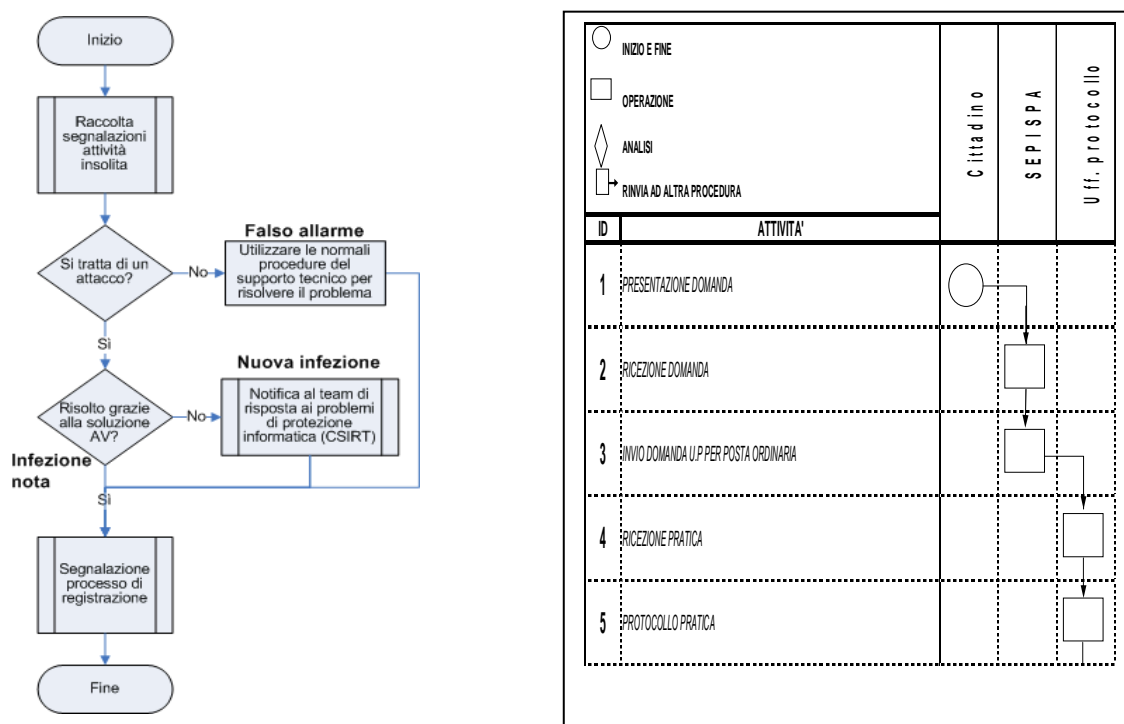 Inizio
Raccolta
segnalazioni
attività
insolita
Si tratta di un
attacco?
No
Falso allarme
Utilizzare le normali
procedure del
supporto tecnico per
risolvere il problema
Sì
Risolto grazie
alla soluzione
AV?
No
Nuova infezione
Notifica al team di
risposta ai problemi
di protezione
informatica (CSIRT)
Infezione
nota
Sì
Segnalazione
processo di
registrazione
Fine
INIZIO E FINE
OPERAZIONE
ANALISI
RINVIA AD ALTRA PROCEDURA
Cittadino
SEPISPA
Uff. protocollo
ID ATTIVITA'
1 PRESENTAZIONE DOMANDA
2 RICEZIONE DOMANDA
3 INVIO DOMANDA U.P PER POSTA ORDINARIA
4 RICEZIONE PRATICA
5 PROTOCOLLO PRATICA